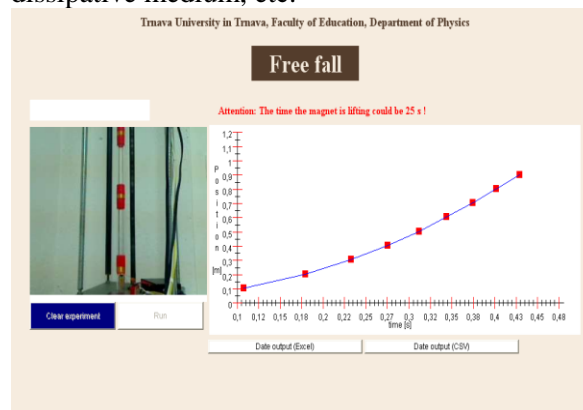 dissipative medium, etc.
Trnava University in Trnava, Faculty of Education, Department of Physics
Free fall
Attention: The time the magnet is lifting could be 25 s !
1,2
1,1
1
0,9
0,8
0,7
0,6
0,5
0,4
0,3
0,2
0,1
0
Position [m]
0,1 0,12 0,15 0,18 0,2 0,22 0,25 0,28 0,3 0,32 0,35 0,38 0,4 0,43 0,45 0,48
time [s]
Clear experiment
Run
Date output (Excel)
Date output (CSV)